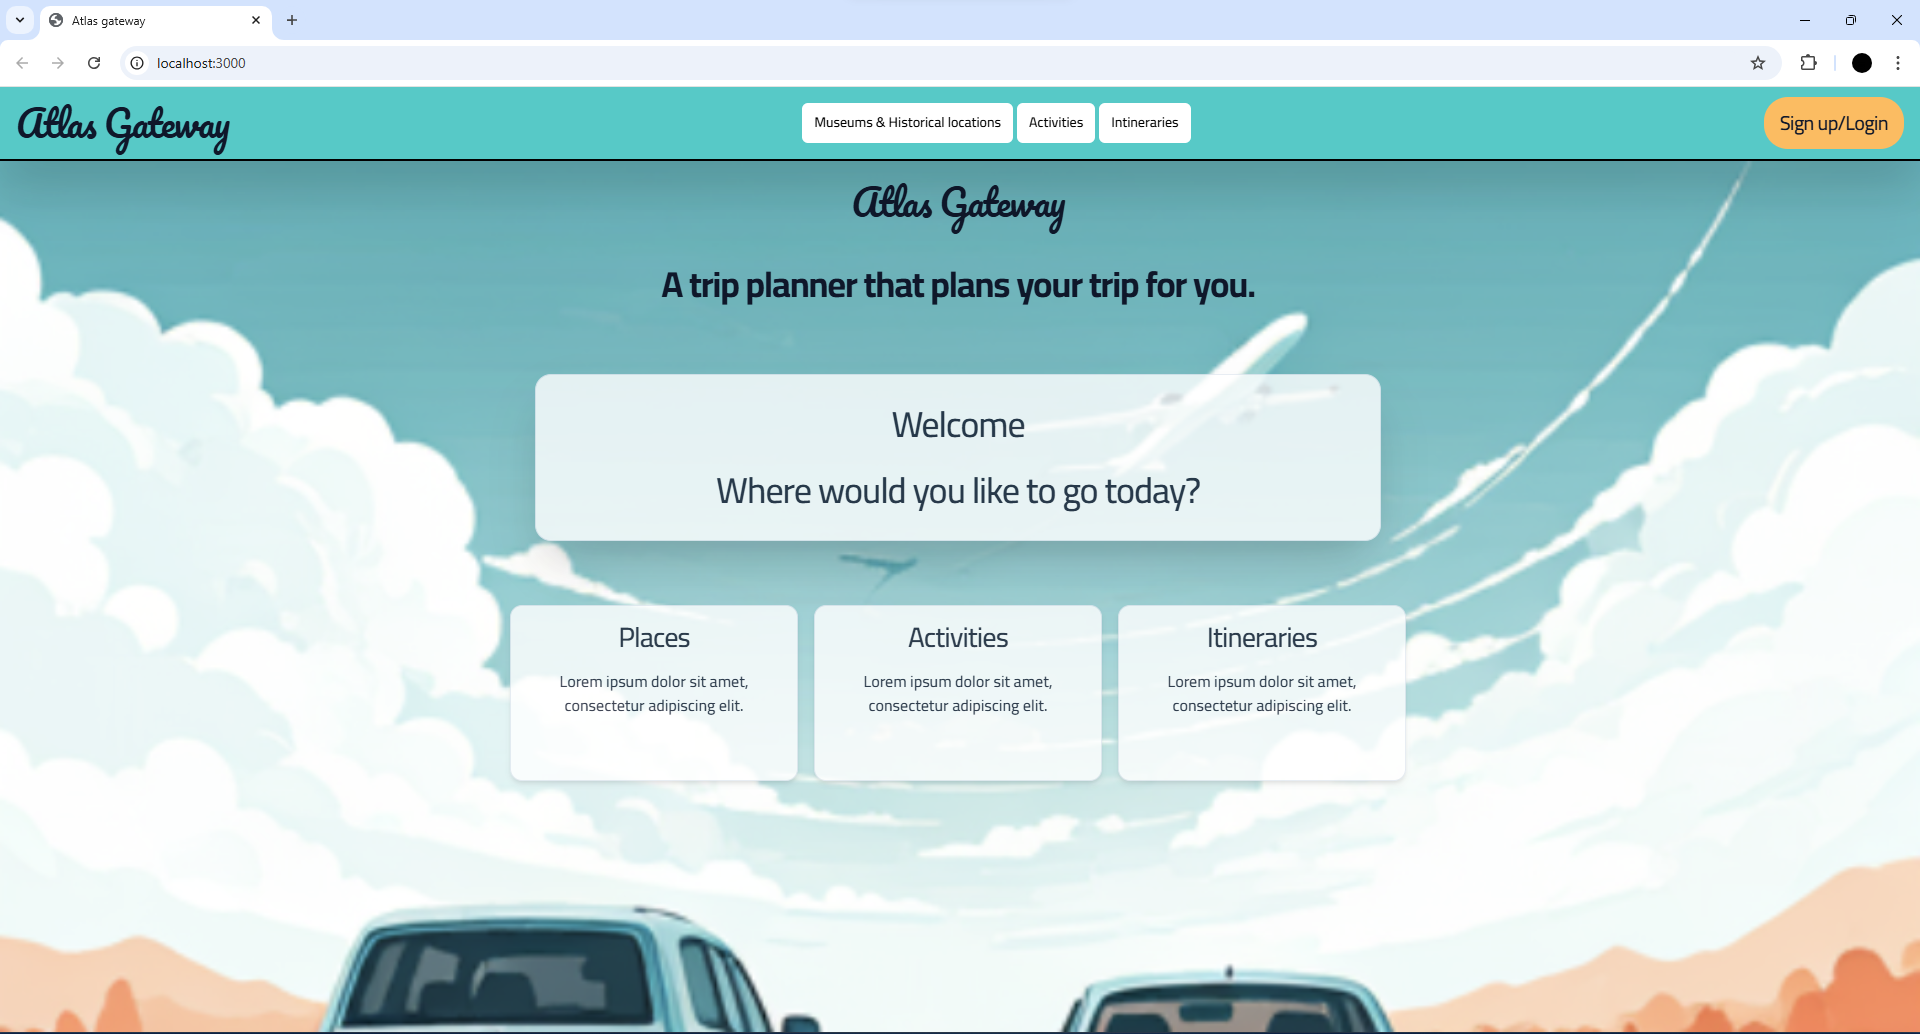 Atlas gateway
localhost:3000
Atlas Gateway
Museums & Historical locations
Activities
Intineraries
Sign up/Login
Atlas Gateway
A trip planner that plans your trip for you.
Welcome
Where would you like to go today?
Places
Lorem ipsum dolor sit amet,
consectetur adipiscing elit.
Activities
Lorem ipsum dolor sit amet,
consectetur adipiscing elit.
Itineraries
Lorem ipsum dolor sit amet,
consectetur adipiscing elit.